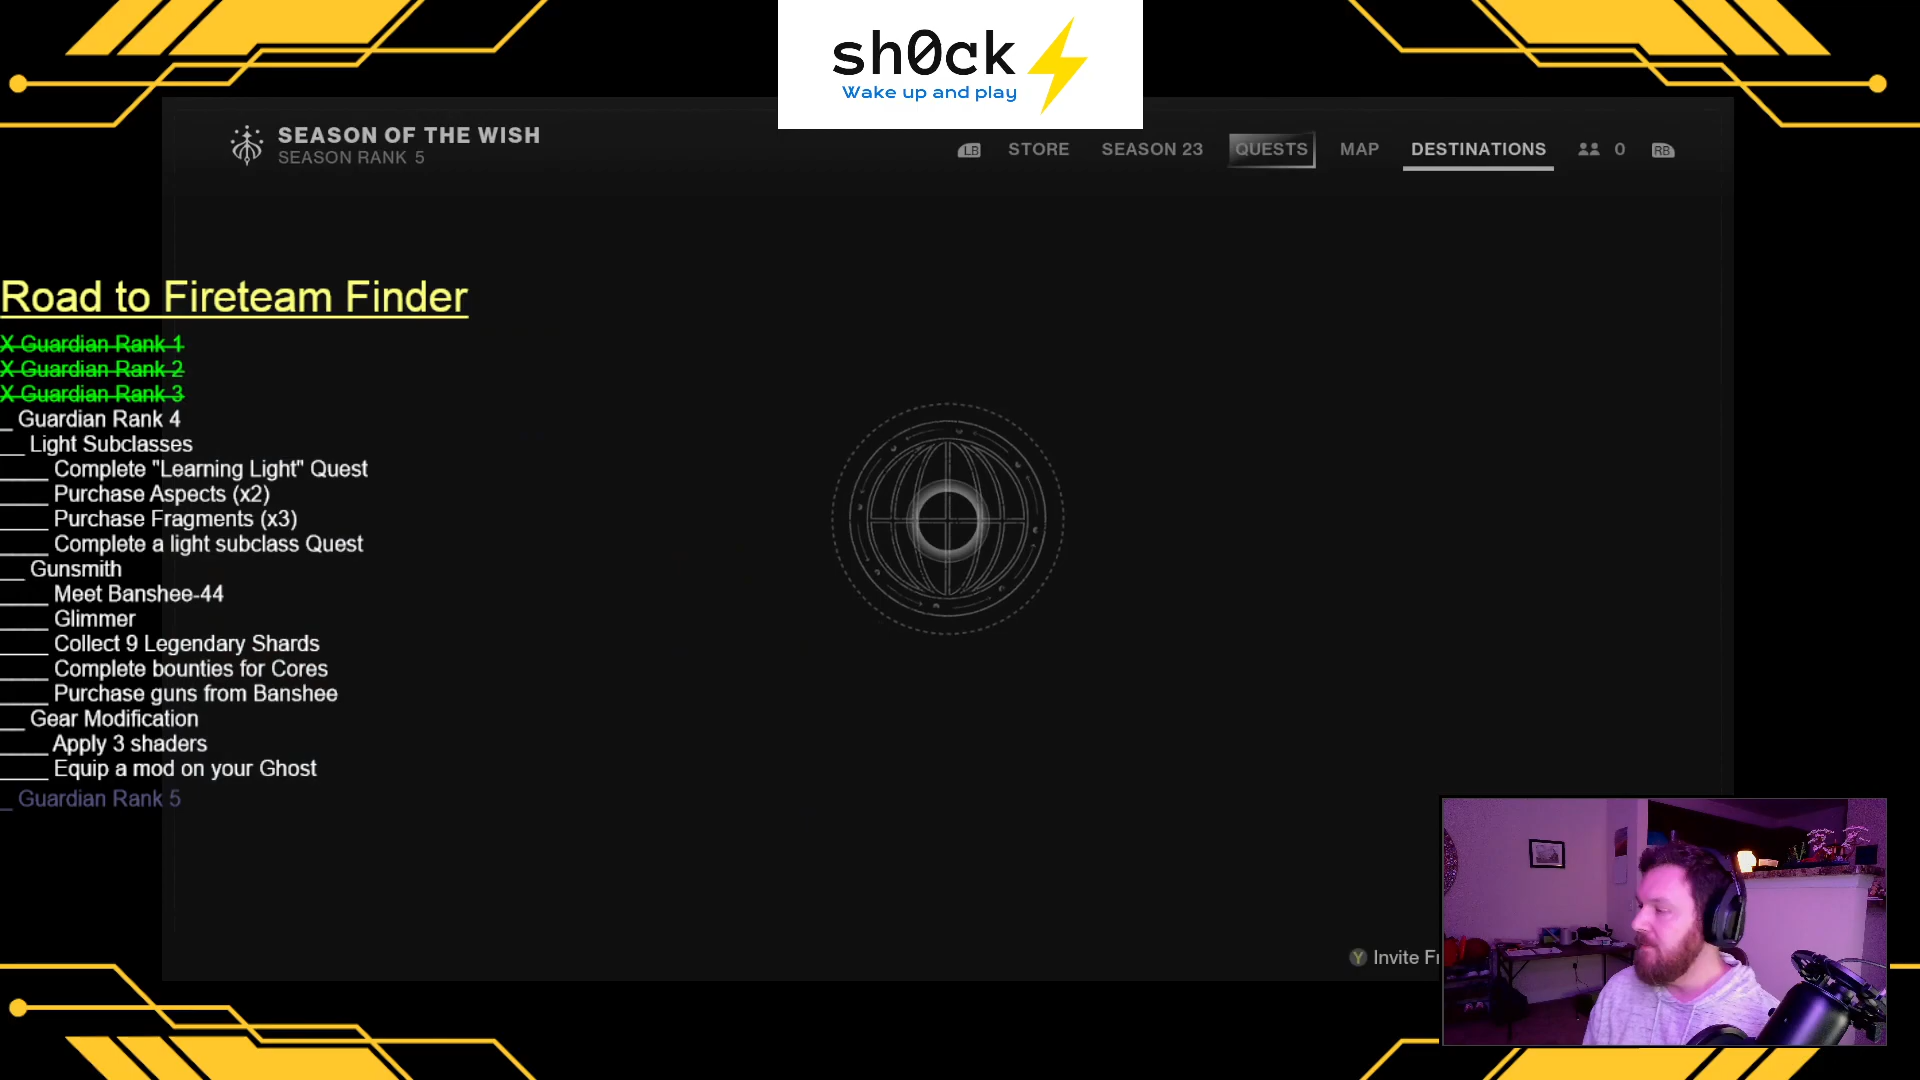 sh0ck
Wake up and play
SEASON OF THE WISH
SEASON RANK 5
LB STORE SEASON 23 QUESTS MAP DESTINATIONS 0 RB
Road to Fireteam Finder
X Guardian Rank 1
X Guardian Rank 2
X Guardian Rank 3
_ Guardian Rank 4
__ Light Subclasses
____ Complete "Learning Light" Quest
____ Purchase Aspects (x2)
____ Purchase Fragments (x3)
____ Complete a light subclass Quest
__ Gunsmith
____ Meet Banshee-44
____ Glimmer
____ Collect 9 Legendary Shards
____ Complete bounties for Cores
____ Purchase guns from Banshee
__ Gear Modification
____ Apply 3 shaders
____ Equip a mod on your Ghost
_ Guardian Rank 5
Y Invite Fr